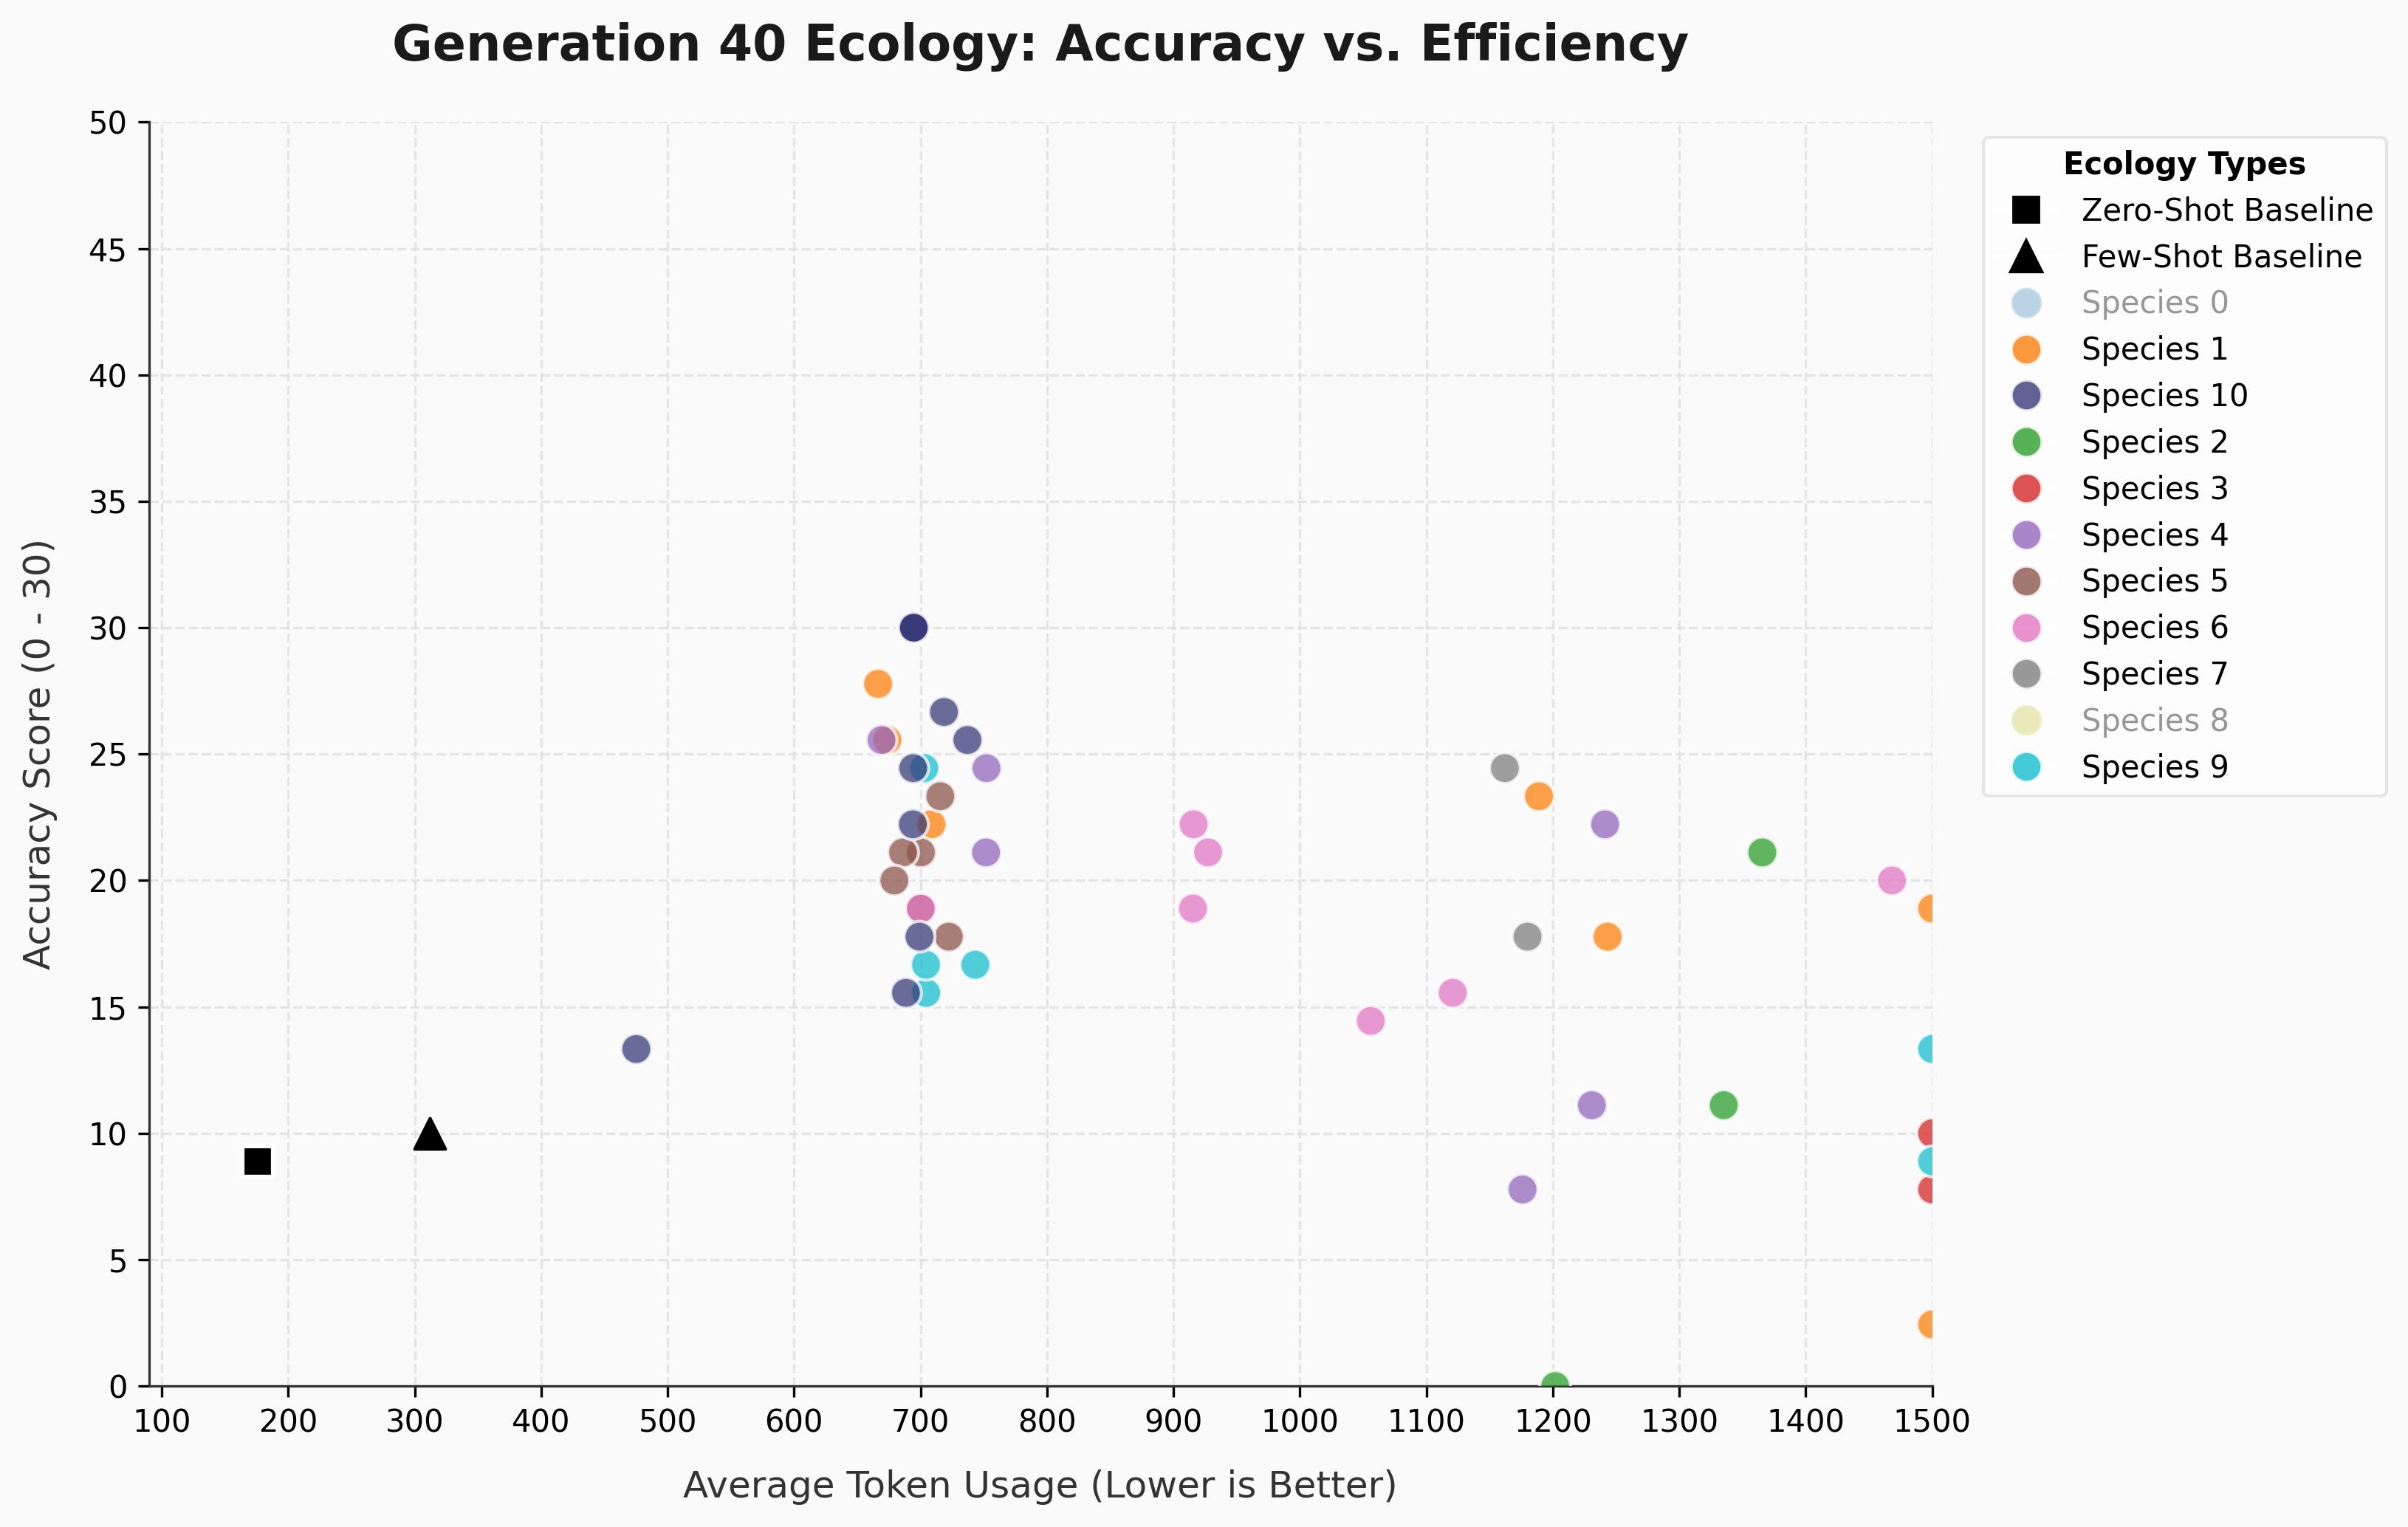 Generation 40 Ecology: Accuracy vs. Efficiency
50
45
40
35
30
25
20
15
10
5
0
Accuracy Score (0 - 30)
100 200 300 400 500 600 700 800 900 1000 1100 1200 1300 1400 1500
Average Token Usage (Lower is Better)
Ecology Types
Zero-Shot Baseline
Few-Shot Baseline
Species 0
Species 1
Species 10
Species 2
Species 3
Species 4
Species 5
Species 6
Species 7
Species 8
Species 9